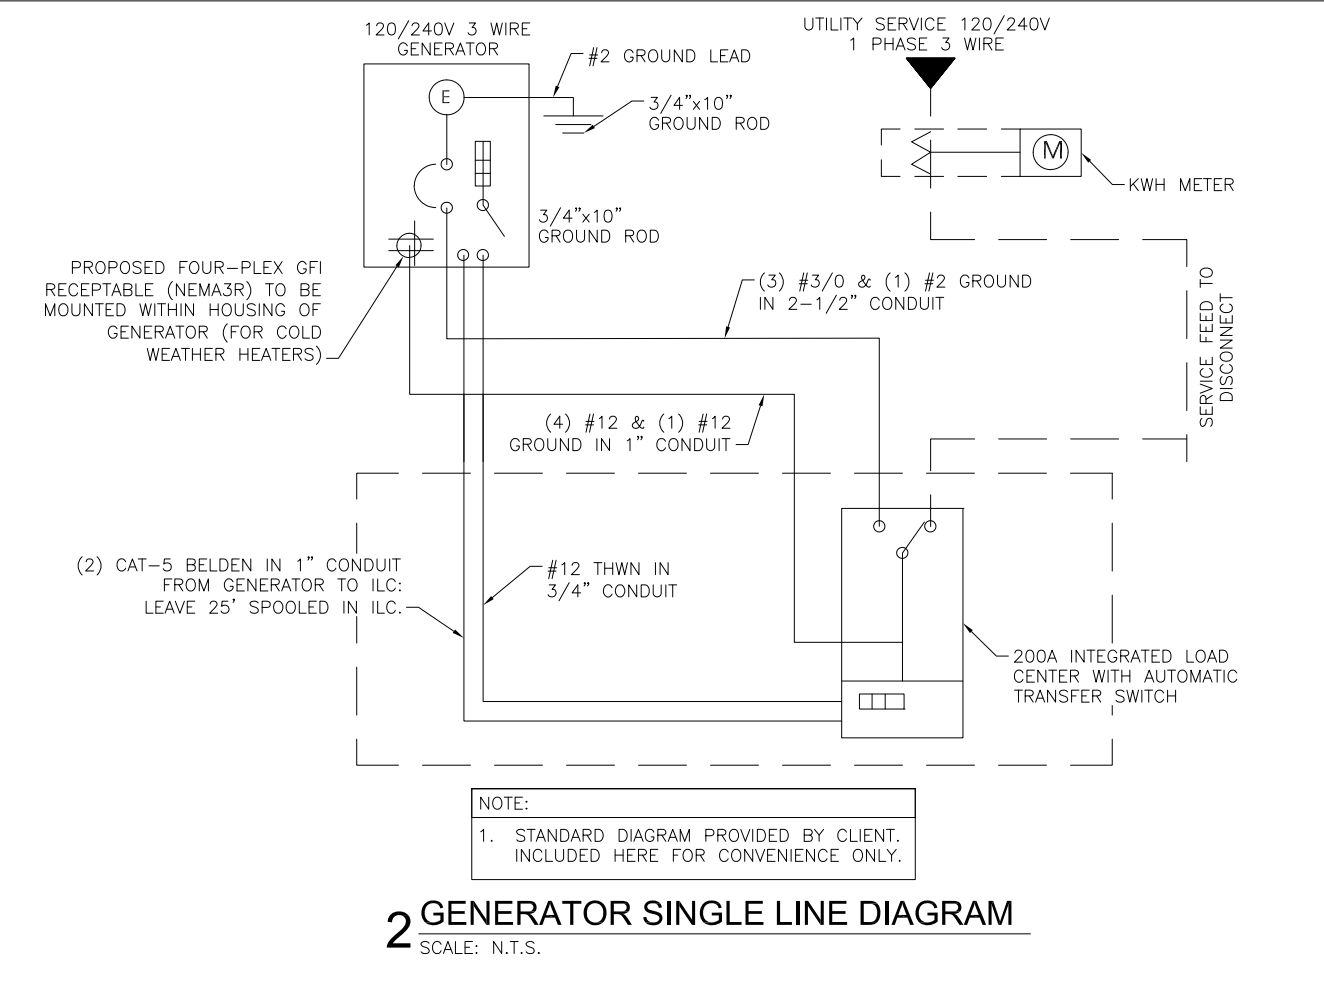 120/240V 3 WIRE
GENERATOR
UTILITY SERVICE 120/240V
1 PHASE 3 WIRE
#2 GROUND LEAD
E
3/4"x10"
GROUND ROD
M
KWH METER
3/4"x10"
GROUND ROD
PROPOSED FOUR-PLEX GFI
RECEPTABLE (NEMA3R) TO BE
MOUNTED WITHIN HOUSING OF
GENERATOR (FOR COLD
WEATHER HEATERS)
(3) #3/0 & (1) #2 GROUND
IN 2-1/2" CONDUIT
SERVICE FEED TO
DISCONNECT
(4) #12 & (1) #12
GROUND IN 1" CONDUIT
(2) CAT-5 BELDEN IN 1" CONDUIT
FROM GENERATOR TO ILC:
LEAVE 25' SPOOLED IN ILC.
#12 THWN IN
3/4" CONDUIT
200A INTEGRATED LOAD
CENTER WITH AUTOMATIC
TRANSFER SWITCH
NOTE:
1. STANDARD DIAGRAM PROVIDED BY CLIENT.
INCLUDED HERE FOR CONVENIENCE ONLY.
2 GENERATOR SINGLE LINE DIAGRAM
SCALE: N.T.S.